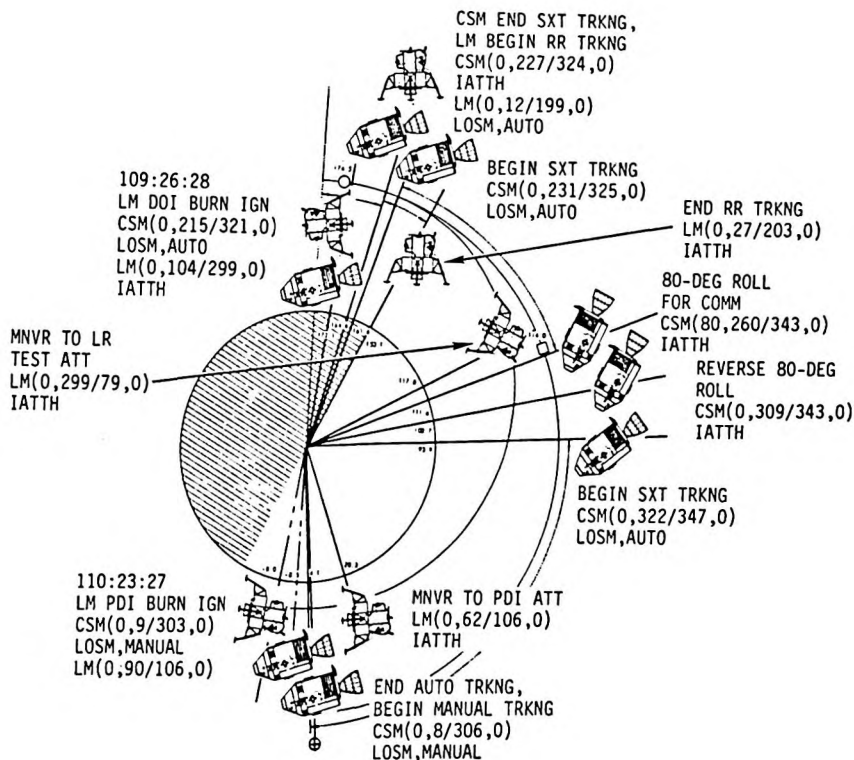 CSM END SXT TRKNG,
LM BEGIN RR TRKNG
CSM(0,227/324,0)
IATTH
LM(0,12/199,0)
LOSM,AUTO
109:26:28
LM DOI BURN IGN
CSM(0,215/321,0)
LOSM,AUTO
LM(0,104/299,0)
IATTH
BEGIN SXT TRKNG
CSM(0,231/325,0)
LOSM,AUTO
END RR TRKNG
LM(0,27/203,0)
IATTH
80-DEG ROLL
FOR COMM
CSM(80,260/343,0)
IATTH
MNVR TO LR
TEST ATT
LM(0,299/79,0)
IATTH
REVERSE 80-DEG
ROLL
CSM(0,309/343,0)
IATTH
BEGIN SXT TRKNG
CSM(0,322/347,0)
LOSM,AUTO
110:23:27
LM PDI BURN IGN
CSM(0,9/303,0)
LOSM,MANUAL
LM(0,90/106,0)
MNVR TO PDI ATT
LM(0,62/106,0)
IATTH
END AUTO TRKNG,
BEGIN MANUAL TRKNG
CSM(0,8/306,0)
LOSM,MANUAL